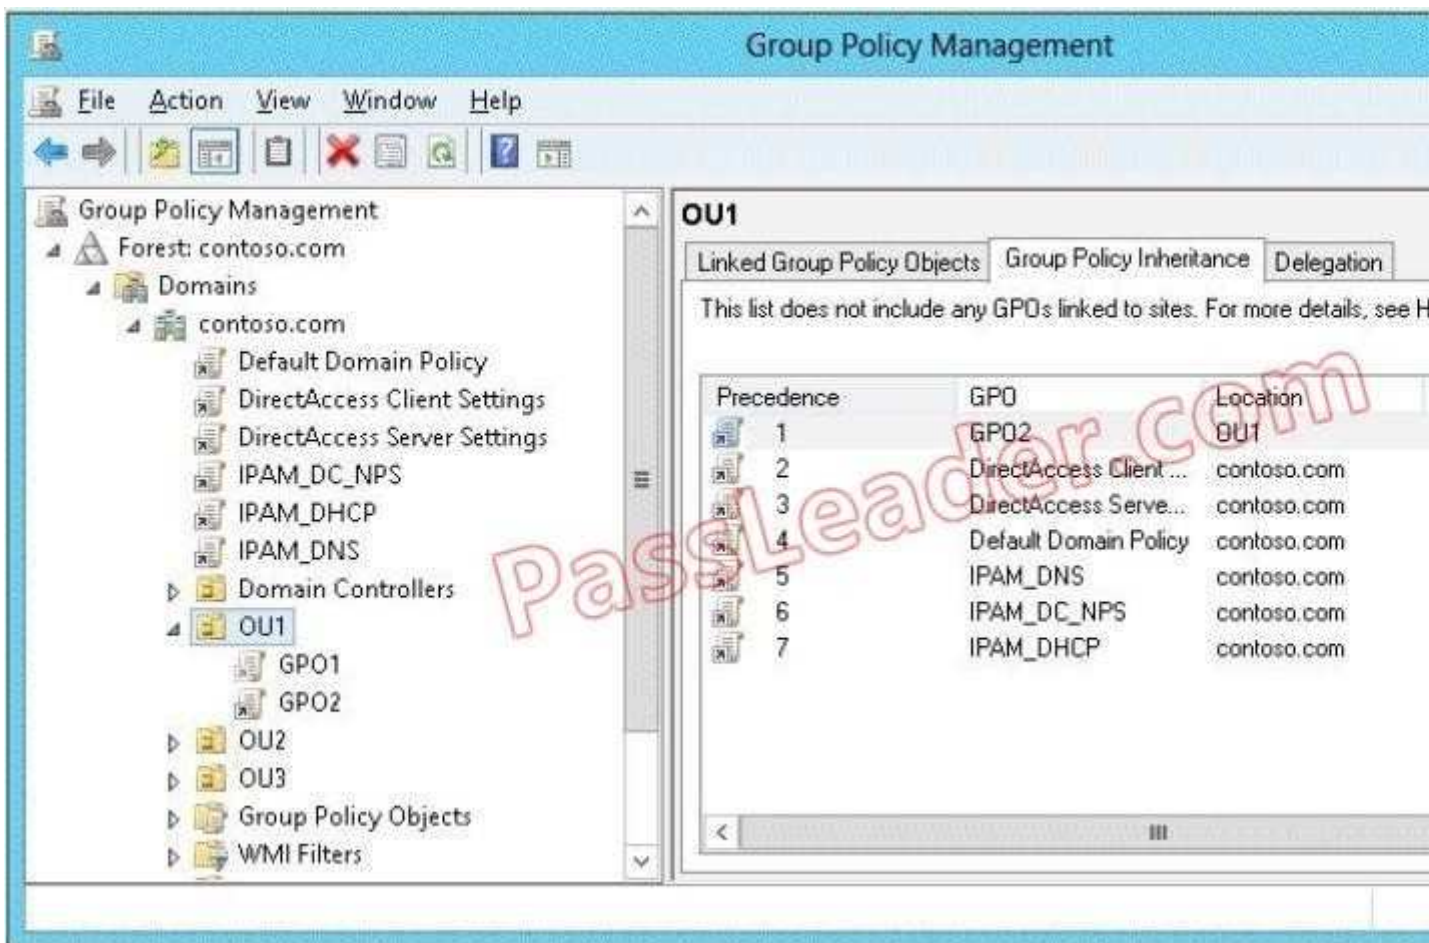 Group Policy Management
File Action View Window Help
Group Policy Management
Forest: contoso.com
Domains
contoso.com
Default Domain Policy
DirectAccess Client Settings
DirectAccess Server Settings
IPAM_DC_NPS
IPAM_DHCP
IPAM_DNS
Domain Controllers
OU1
GPO1
GPO2
OU2
OU3
Group Policy Objects
WMI Filters
OU1
Linked Group Policy Objects Group Policy Inheritance Delegation
This list does not include any GPOs linked to sites. For more details, see H
Precedence GPO Location
1 GPO2 OU1
2 DirectAccess Client ... contoso.com
3 DirectAccess Serve... contoso.com
4 Default Domain Policy contoso.com
5 IPAM_DNS contoso.com
6 IPAM_DC_NPS contoso.com
7 IPAM_DHCP contoso.com
PassLeader.com